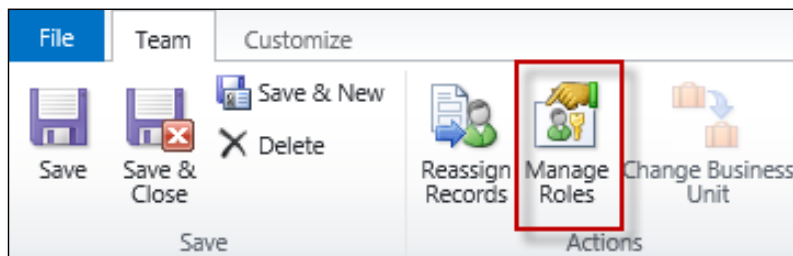 File Team Customize
Save
Save &
Close
Save & New
Delete
Reassign
Records
Manage
Roles
Change Business
Unit
Save
Actions